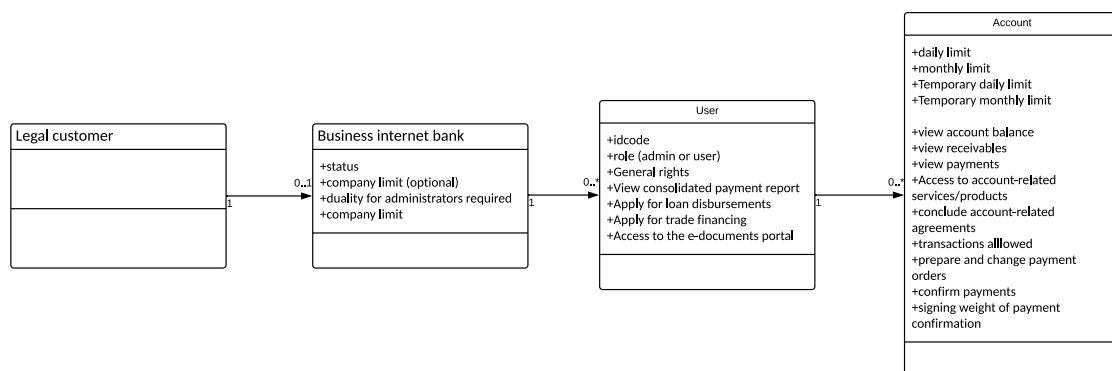 Legal customer
1
0..1
Business internet bank
+status
+company limit (optional)
+duality for administrators required
+company limit
1
0..*
User
+idcode
+role (admin or user)
+General rights
+View consolidated payment report
+Apply for loan disbursements
+Apply for trade financing
+Access to the e-documents portal
1
0..*
Account
+daily limit
+monthly limit
+Temporary daily limit
+Temporary monthly limit
+view account balance
+view receivables
+view payments
+Access to account-related
services/products
+conclude account-related
agreements
+transactions alllowed
+prepare and change payment
orders
+confirm payments
+signing weight of payment
confirmation